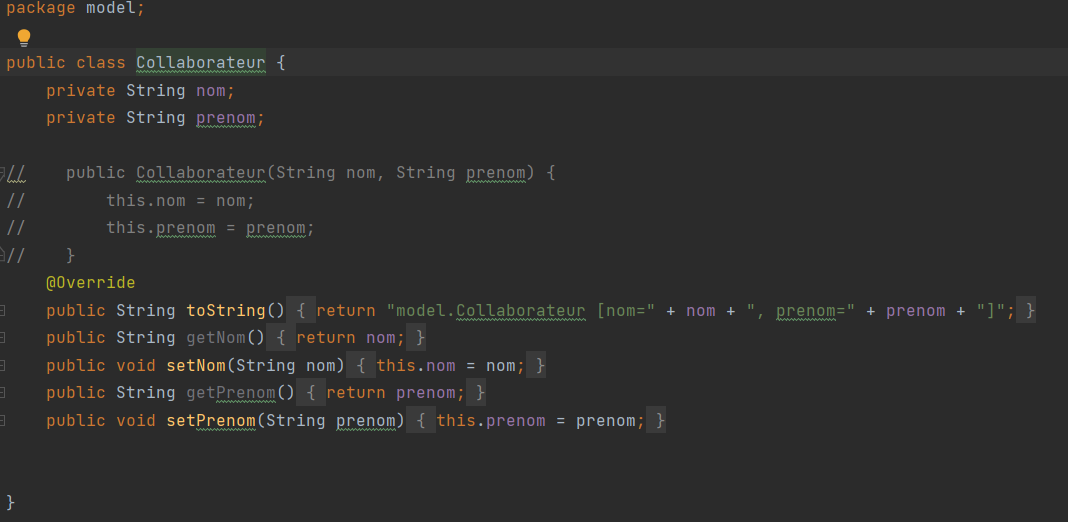 package model;
public class Collaborateur {
    private String nom;
    private String prenom;
//    public Collaborateur(String nom, String prenom) {
//        this.nom = nom;
//        this.prenom = prenom;
//    }
    @Override
    public String toString() { return "model.Collaborateur [nom=" + nom + ", prenom=" + prenom + "]"; }
    public String getNom() { return nom; }
    public void setNom(String nom) { this.nom = nom; }
    public String getPrenom() { return prenom; }
    public void setPrenom(String prenom) { this.prenom = prenom; }
}